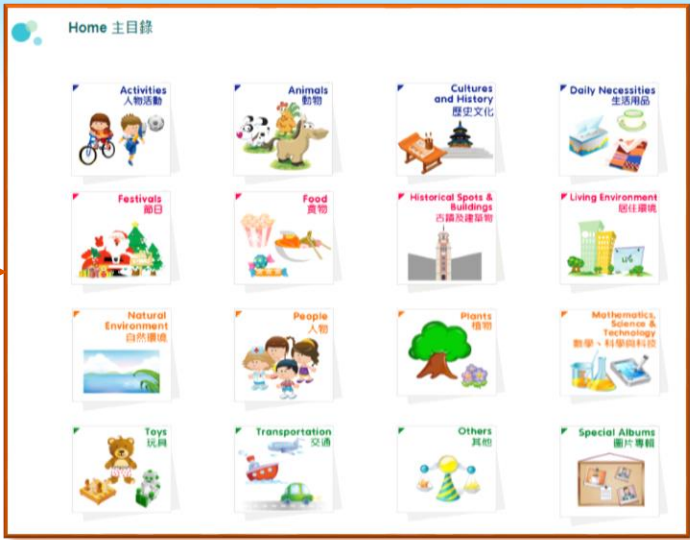 Home 主目錄
Activities
人物活動
Animals
動物
Cultures
and History
歷史文化
Daily Necessities
生活用品
Festivals
節日
Food
食物
Historical Spots &
Buildings
古蹟及建築物
Living Environment
居住環境
Natural
Environment
自然環境
People
人物
Plants
植物
Mathematics,
Science &
Technology
數學、科學與科技
Toys
玩具
Transportation
交通
Others
其他
Special Albums
圖片專輯